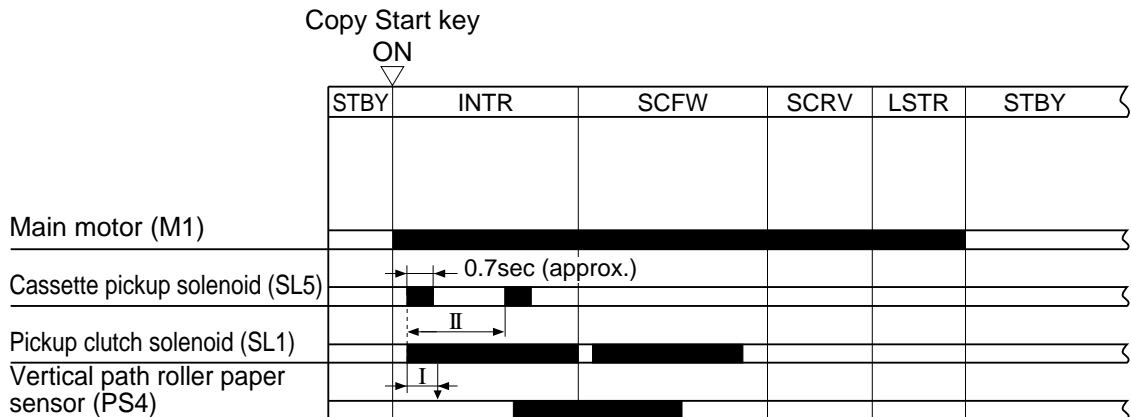 Copy Start key
ON
STBY INTR SCFW SCRV LSTR STBY
Main motor (M1)
0.7sec (approx.)
Cassette pickup solenoid (SL5)
II
Pickup clutch solenoid (SL1)
I
Vertical path roller paper
sensor (PS4)